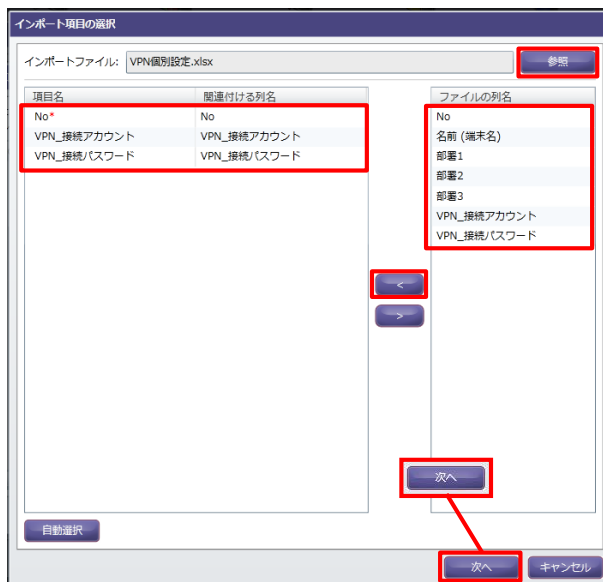 インポート項目の選択
インポートファイル: VPN個別設定.xlsx 参照
項目名 関連付ける列名 ファイルの列名
No* No No
VPN_接続アカウント VPN_接続アカウント 名前 (端末名)
VPN_接続パスワード VPN_接続パスワード 部署1
部署2
部署3
VPN_接続アカウント
VPN_接続パスワード
<
>
次へ
自動選択
次へ キャンセル